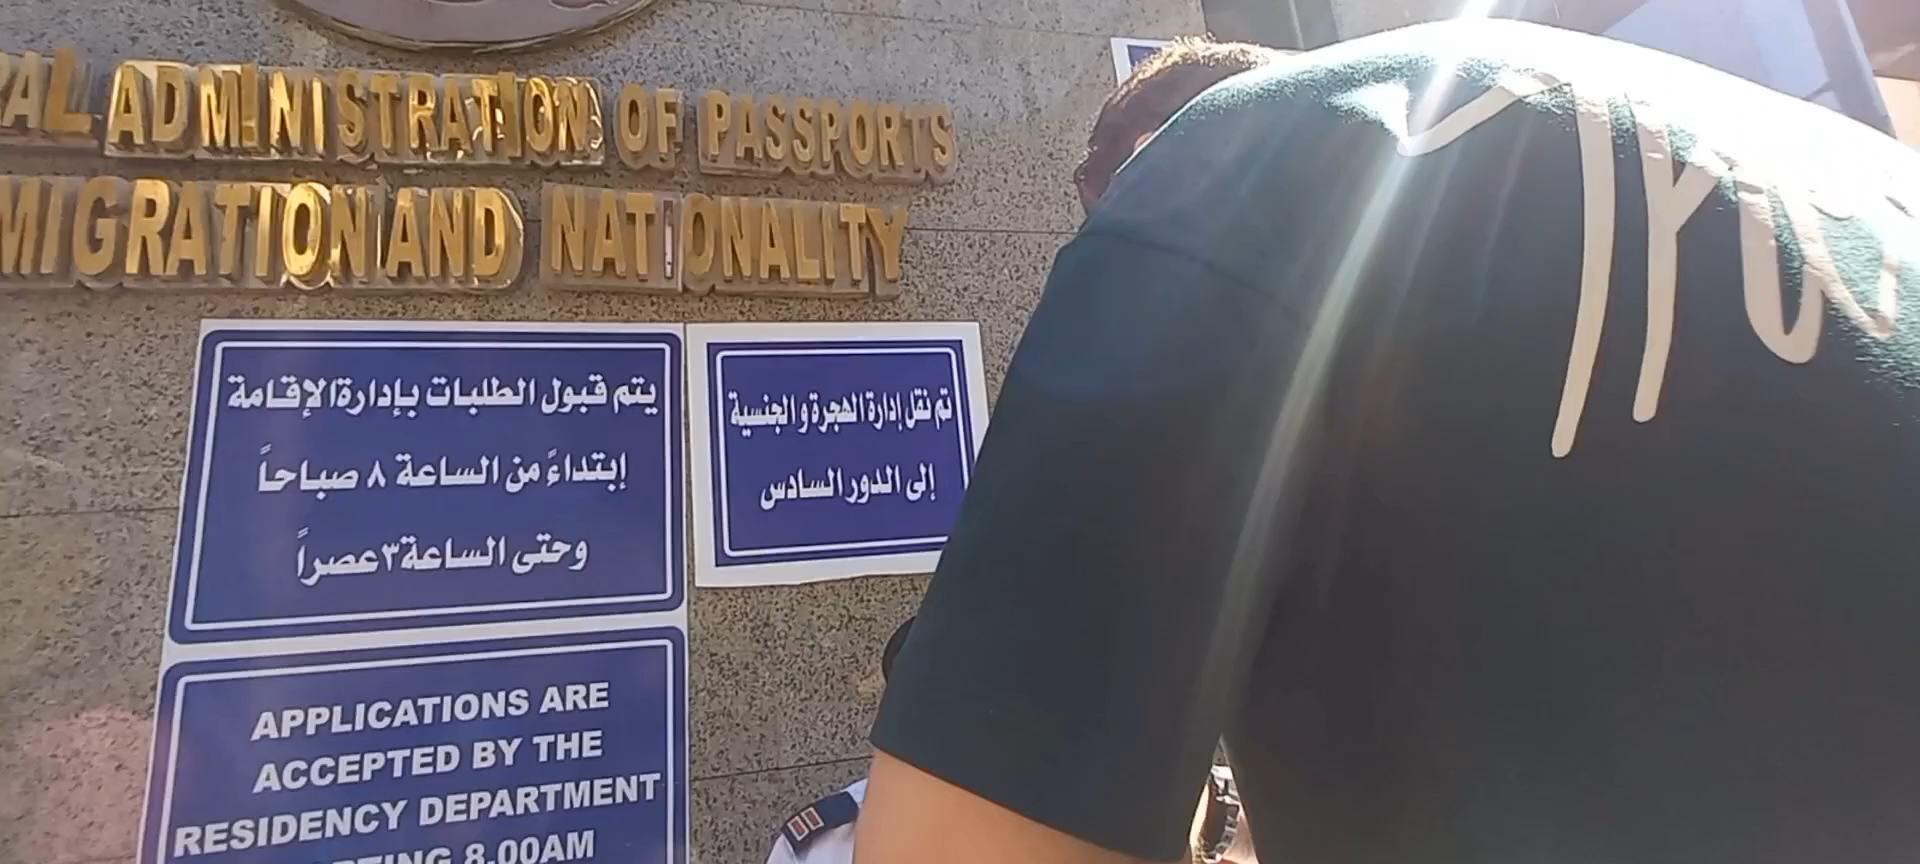 ADMINISTRATION OF PASSPORTS
MIGRATION AND NATIONALITY
يتم قبول الطلبات بإدارة الإقامة
إبتداءً من الساعة ٨ صباحاً
وحتى الساعة ٣ عصراً
تم نقل إدارة الهجرة و الجنسية
إلى الدور السادس
APPLICATIONS ARE
ACCEPTED BY THE
RESIDENCY DEPARTMENT
8.00AM